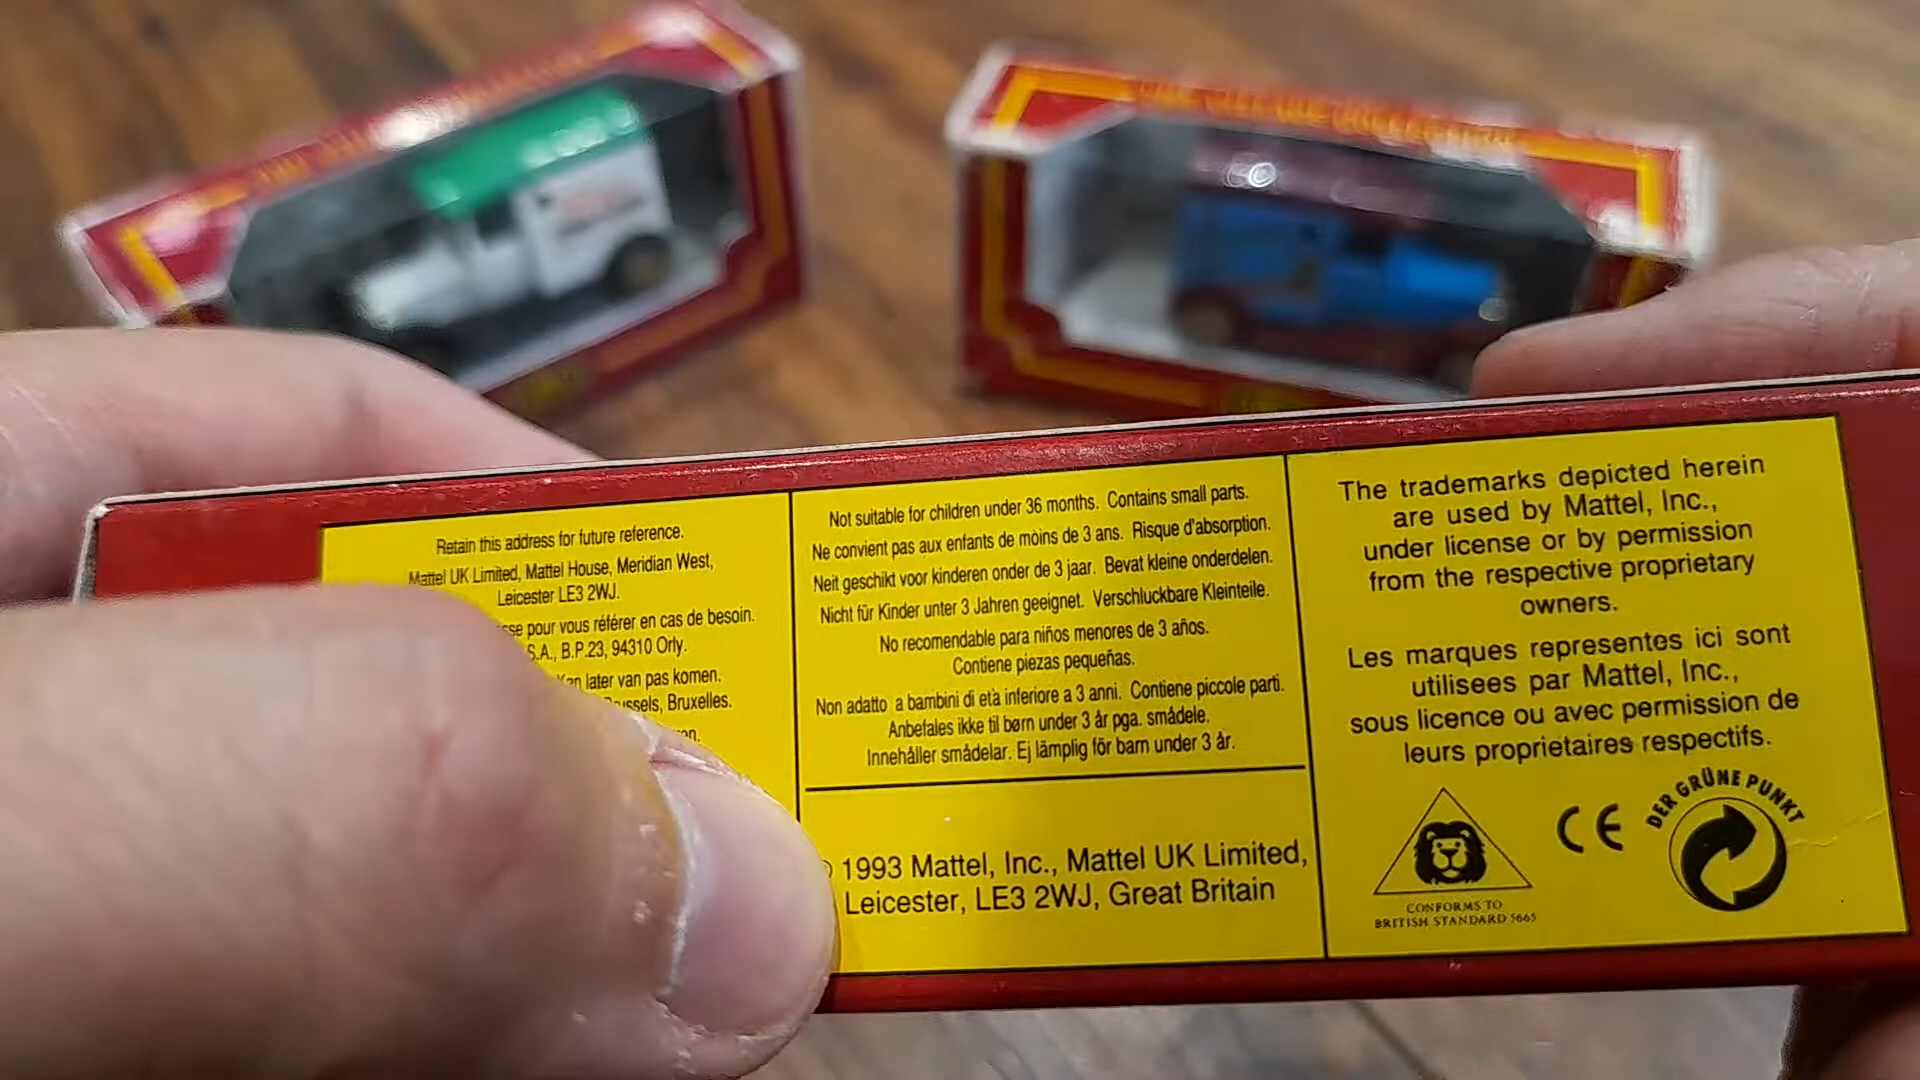 Retain this address for future reference.
Mattel UK Limited, Mattel House, Meridian West,
Leicester LE3 2WJ.
pour vous référer en cas de besoin.
S.A., B.P.23, 94310 Orly.
later van pas komen.
Bruxelles.
Not suitable for children under 36 months. Contains small parts.
Ne convient pas aux enfants de moins de 3 ans. Risque d'absorption.
Neit geschikt voor kinderen onder de 3 jaar. Bevat kleine onderdelen.
Nicht für Kinder unter 3 Jahren geeignet. Verschluckbare Kleinteile.
No recomendable para niños menores de 3 años.
Contiene piezas pequeñas.
Non adatto a bambini di età inferiore a 3 anni. Contiene piccole parti.
Anbefales ikke til børn under 3 år pga. smådele.
Innehåller smådelar. Ej lämplig för barn under 3 år.
1993 Mattel, Inc., Mattel UK Limited,
Leicester, LE3 2WJ, Great Britain
The trademarks depicted herein
are used by Mattel, Inc.,
under license or by permission
from the respective proprietary
owners.
Les marques representes ici sont
utilisees par Mattel, Inc.,
sous licence ou avec permission de
leurs proprietaires respectifs.
CONFORMS TO
BRITISH STANDARD 5665
CE
DER GRÜNE PUNKT